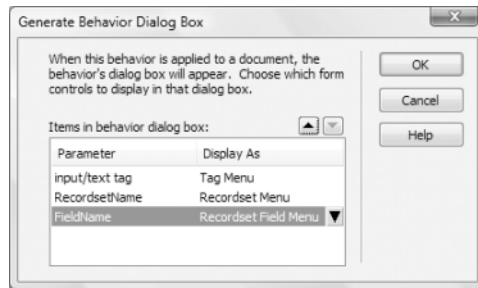 Generate Behavior Dialog Box
When this behavior is applied to a document, the
behavior's dialog box will appear. Choose which form
controls to display in that dialog box.
OK
Cancel
Help
Items in behavior dialog box:
Parameter Display As
input/text tag Tag Menu
RecordsetName Recordset Menu
FieldName Recordset Field Menu